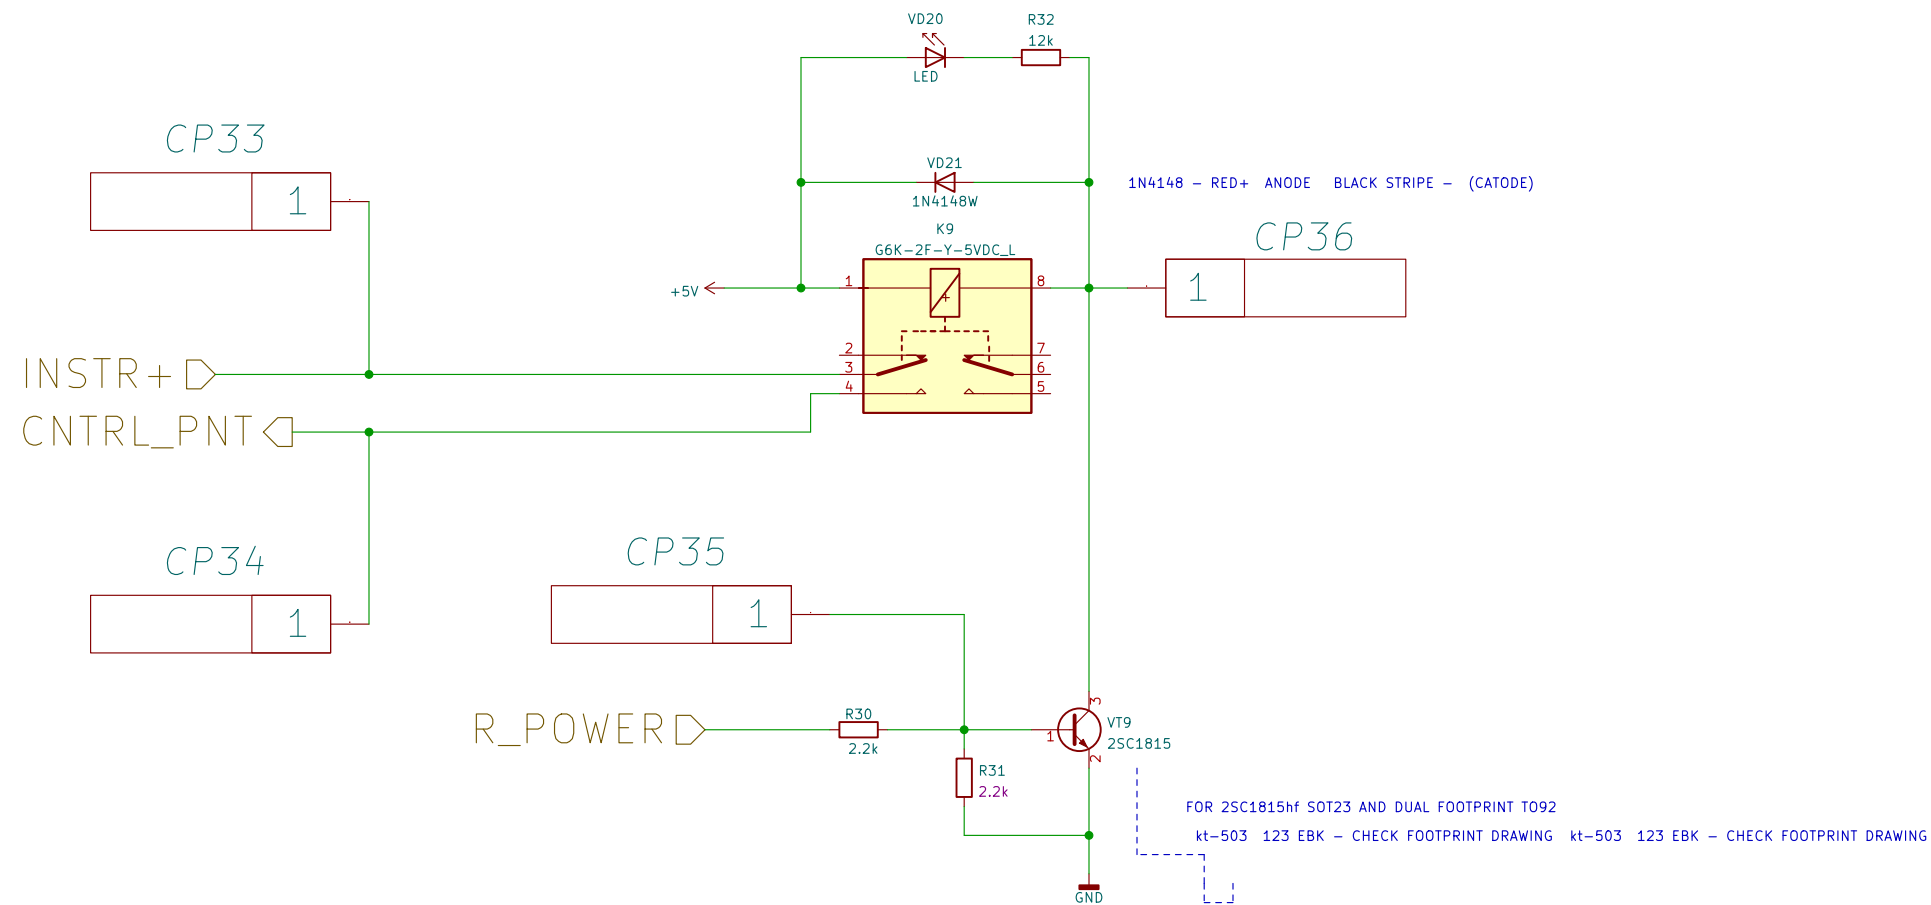 VD20
R32
12k
LED
CP33
1
VD21
1N4148W
1N4148 - RED+ ANODE BLACK STRIPE - (CATODE)
K9
G6K-2F-Y-5VDC_L
CP36
1
+5V
1
8
+
2
7
INSTR+
3
6
4
5
CNTRL_PNT
CP34
1
CP35
1
R_POWER
R30
2.2k
3
VT9
1
2SC1815
2
R31
2.2k
FOR 2SC1815hf SOT23 AND DUAL FOOTPRINT TO92
kt-503 123 EBK - CHECK FOOTPRINT DRAWING kt-503 123 EBK - CHECK FOOTPRINT DRAWING
GND